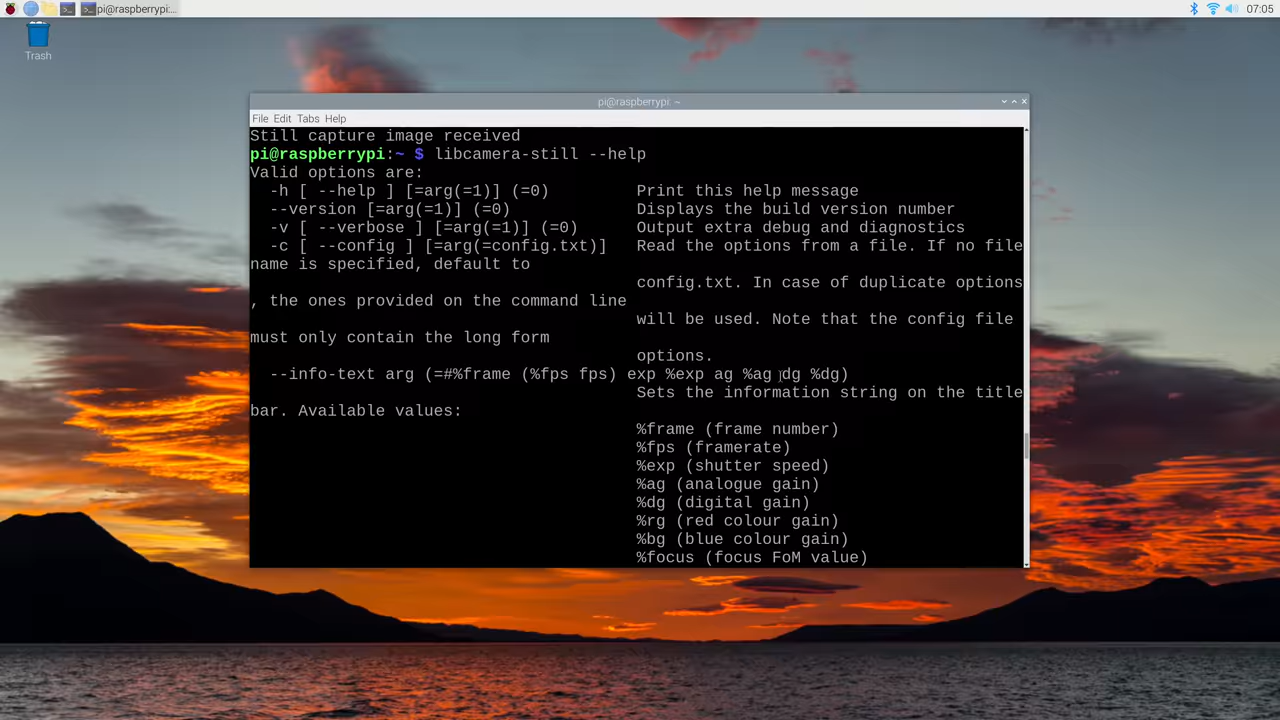 pi@raspberrypi:...
07:05
Trash
pi@raspberrypi: ~
File Edit Tabs Help
Still capture image received
pi@raspberrypi:~ $ libcamera-still --help
Valid options are:
-h [ --help ] [=arg(=1)] (=0) Print this help message
--version [=arg(=1)] (=0) Displays the build version number
-v [ --verbose ] [=arg(=1)] (=0) Output extra debug and diagnostics
-c [ --config ] [=arg(=config.txt)] Read the options from a file. If no file
name is specified, default to
config.txt. In case of duplicate options
, the ones provided on the command line
will be used. Note that the config file
must only contain the long form
options.
--info-text arg (=#%frame (%fps fps) exp %exp ag %ag dg %dg)
Sets the information string on the title
bar. Available values:
%frame (frame number)
%fps (framerate)
%exp (shutter speed)
%ag (analogue gain)
%dg (digital gain)
%rg (red colour gain)
%bg (blue colour gain)
%focus (focus FoM value)